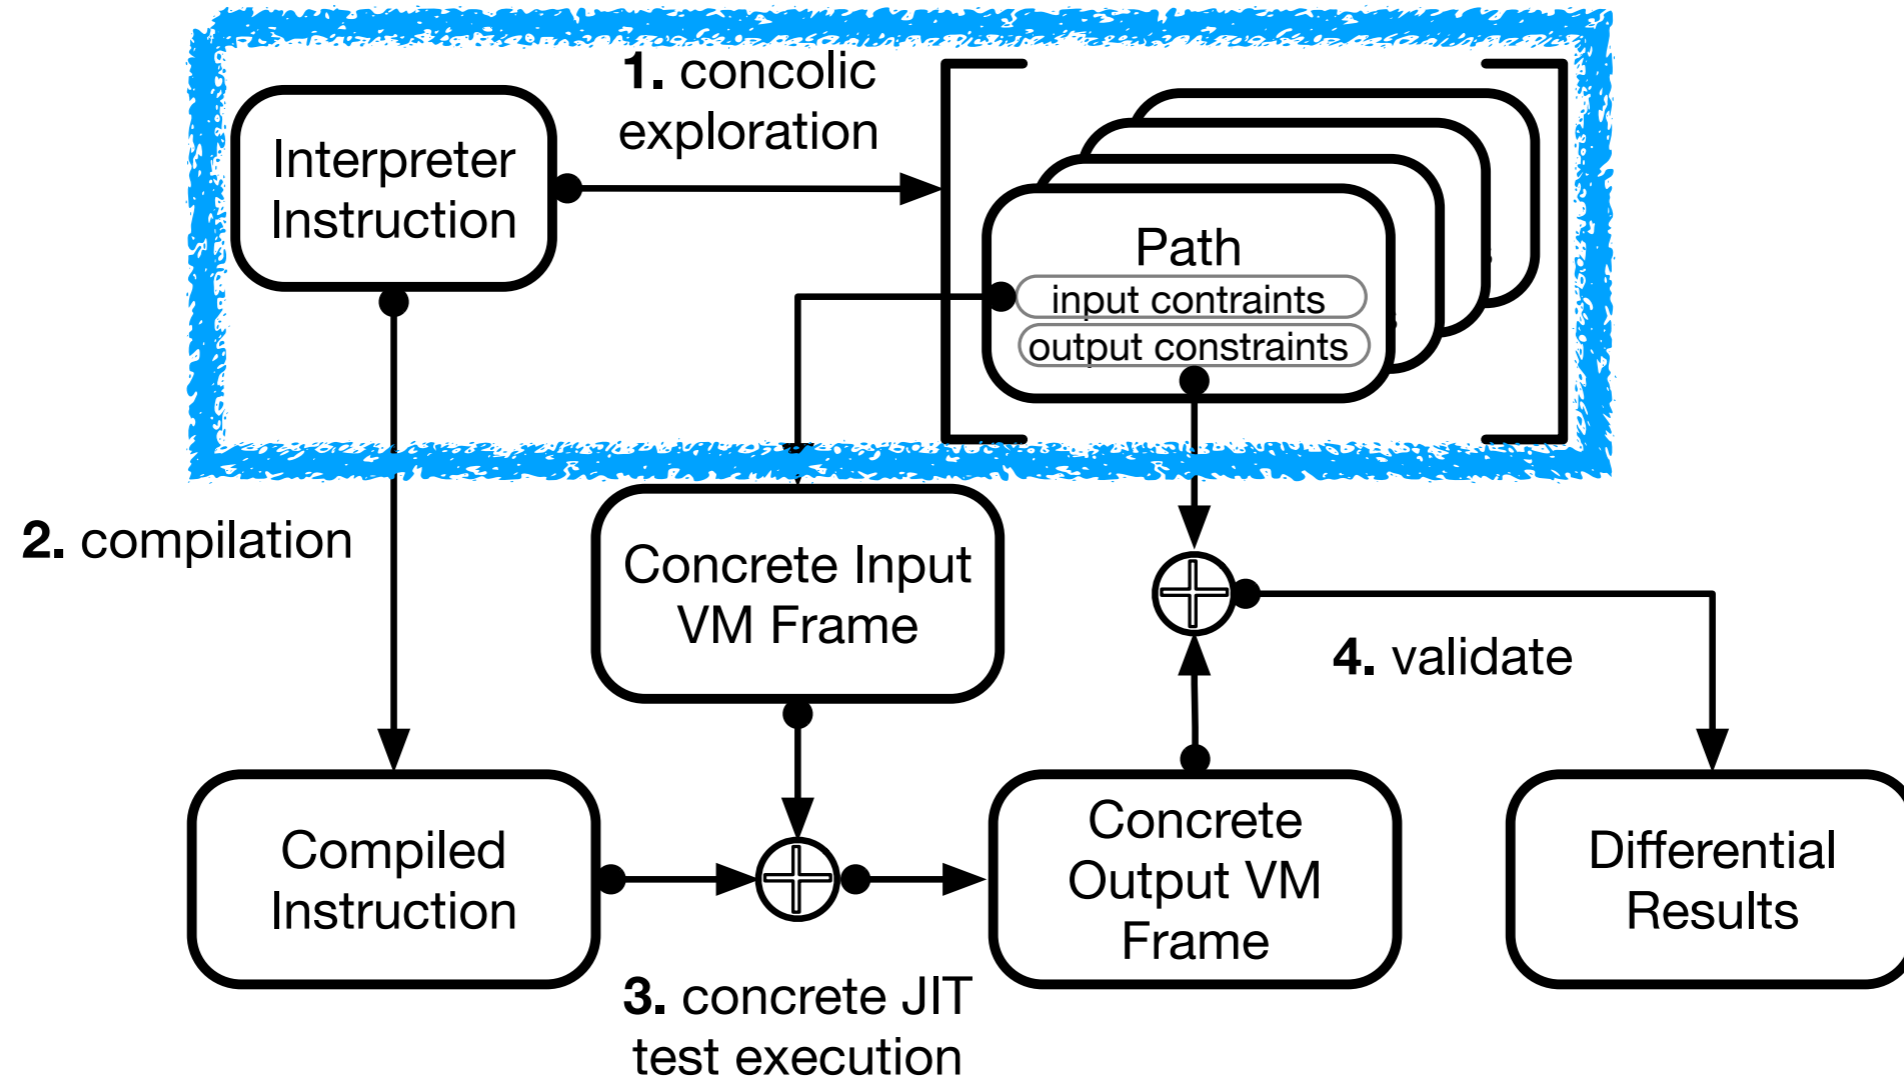 1. concolic
exploration
Interpreter
Instruction
Path
input contraints
output constraints
2. compilation
Concrete Input
VM Frame
4. validate
Compiled
Instruction
Concrete
Output VM
Frame
Differential
Results
3. concrete JIT
test execution